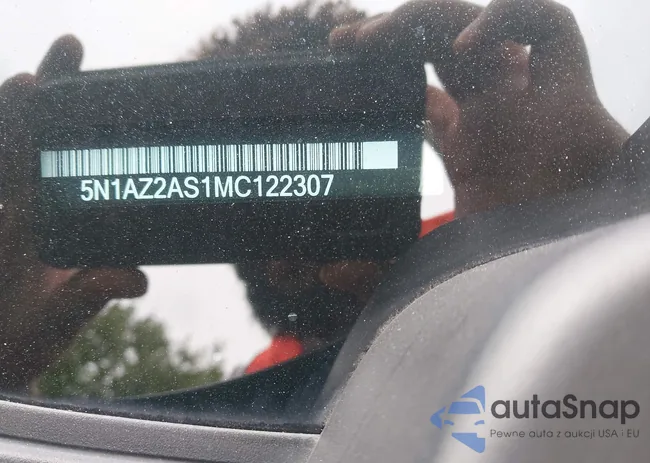 5N1AZ2AS1MC122307
autaSnap
Pewne auta z aukcji USA · EU